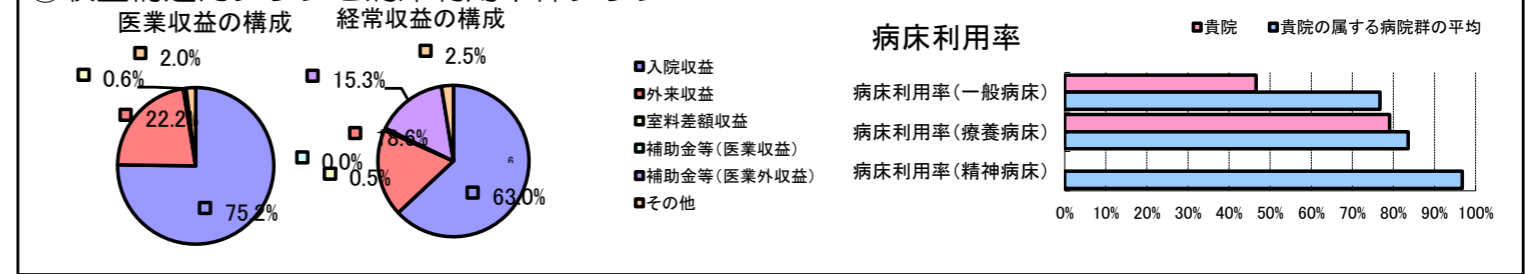 医業収益の構成
経常収益の構成
2.0%
0.6%
22.2%
75.2%
2.5%
15.3%
18.6%
0.0%
0.5%
63.0%
入院収益
外来収益
室料差額収益
補助金等(医業収益)
補助金等(医業外収益)
その他
病床利用率
貴院
貴院の属する病院群の平均
病床利用率(一般病床)
病床利用率(療養病床)
病床利用率(精神病床)
0% 10% 20% 30% 40% 50% 60% 70% 80% 90% 100%